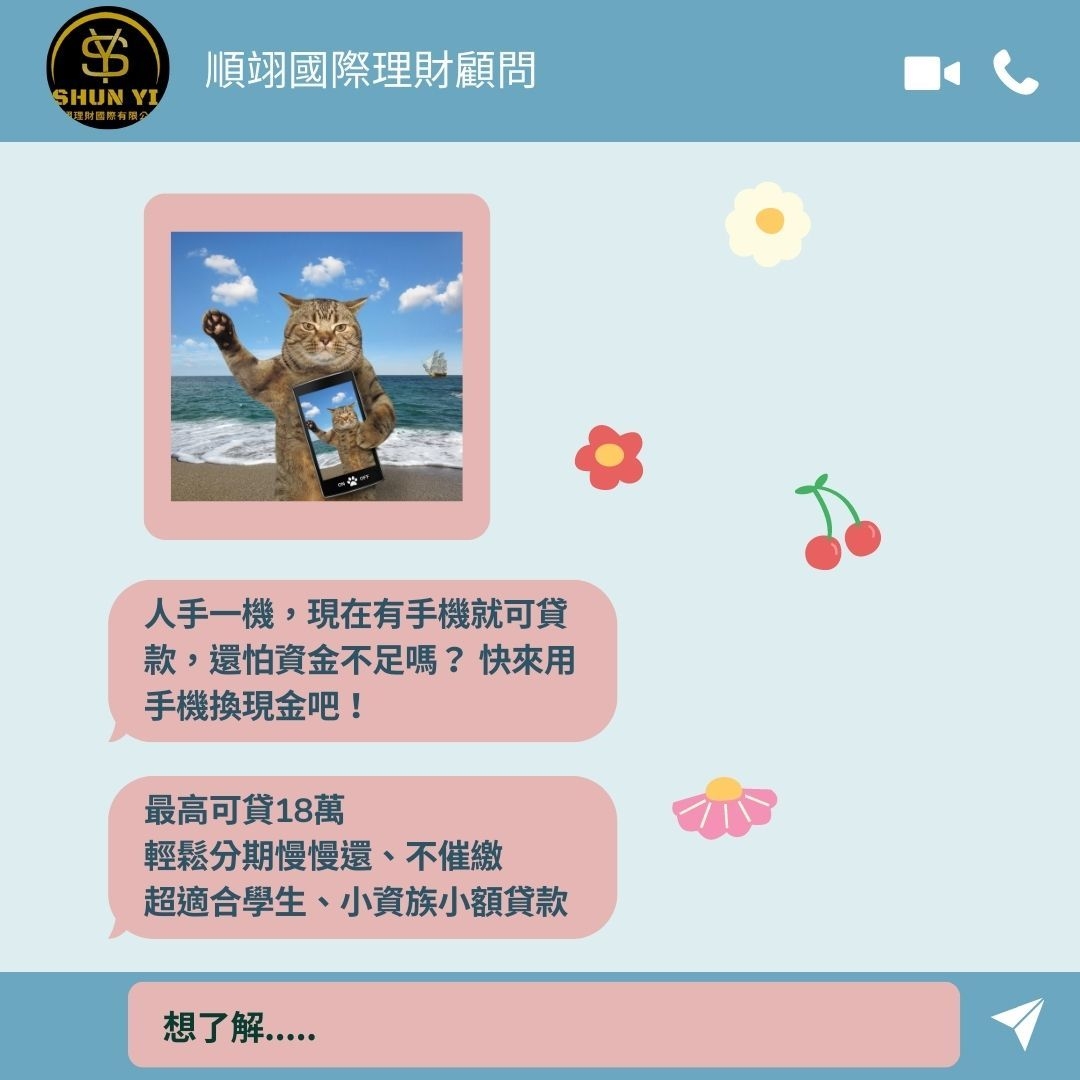 SHUN YI
理財國際有限公
順翊國際理財顧問
ON OFF
人手一機，現在有手機就可貸
款，還怕資金不足嗎？ 快來用
手機換現金吧！
最高可貸18萬
輕鬆分期慢慢還、不催繳
超適合學生、小資族小額貸款
想了解.....